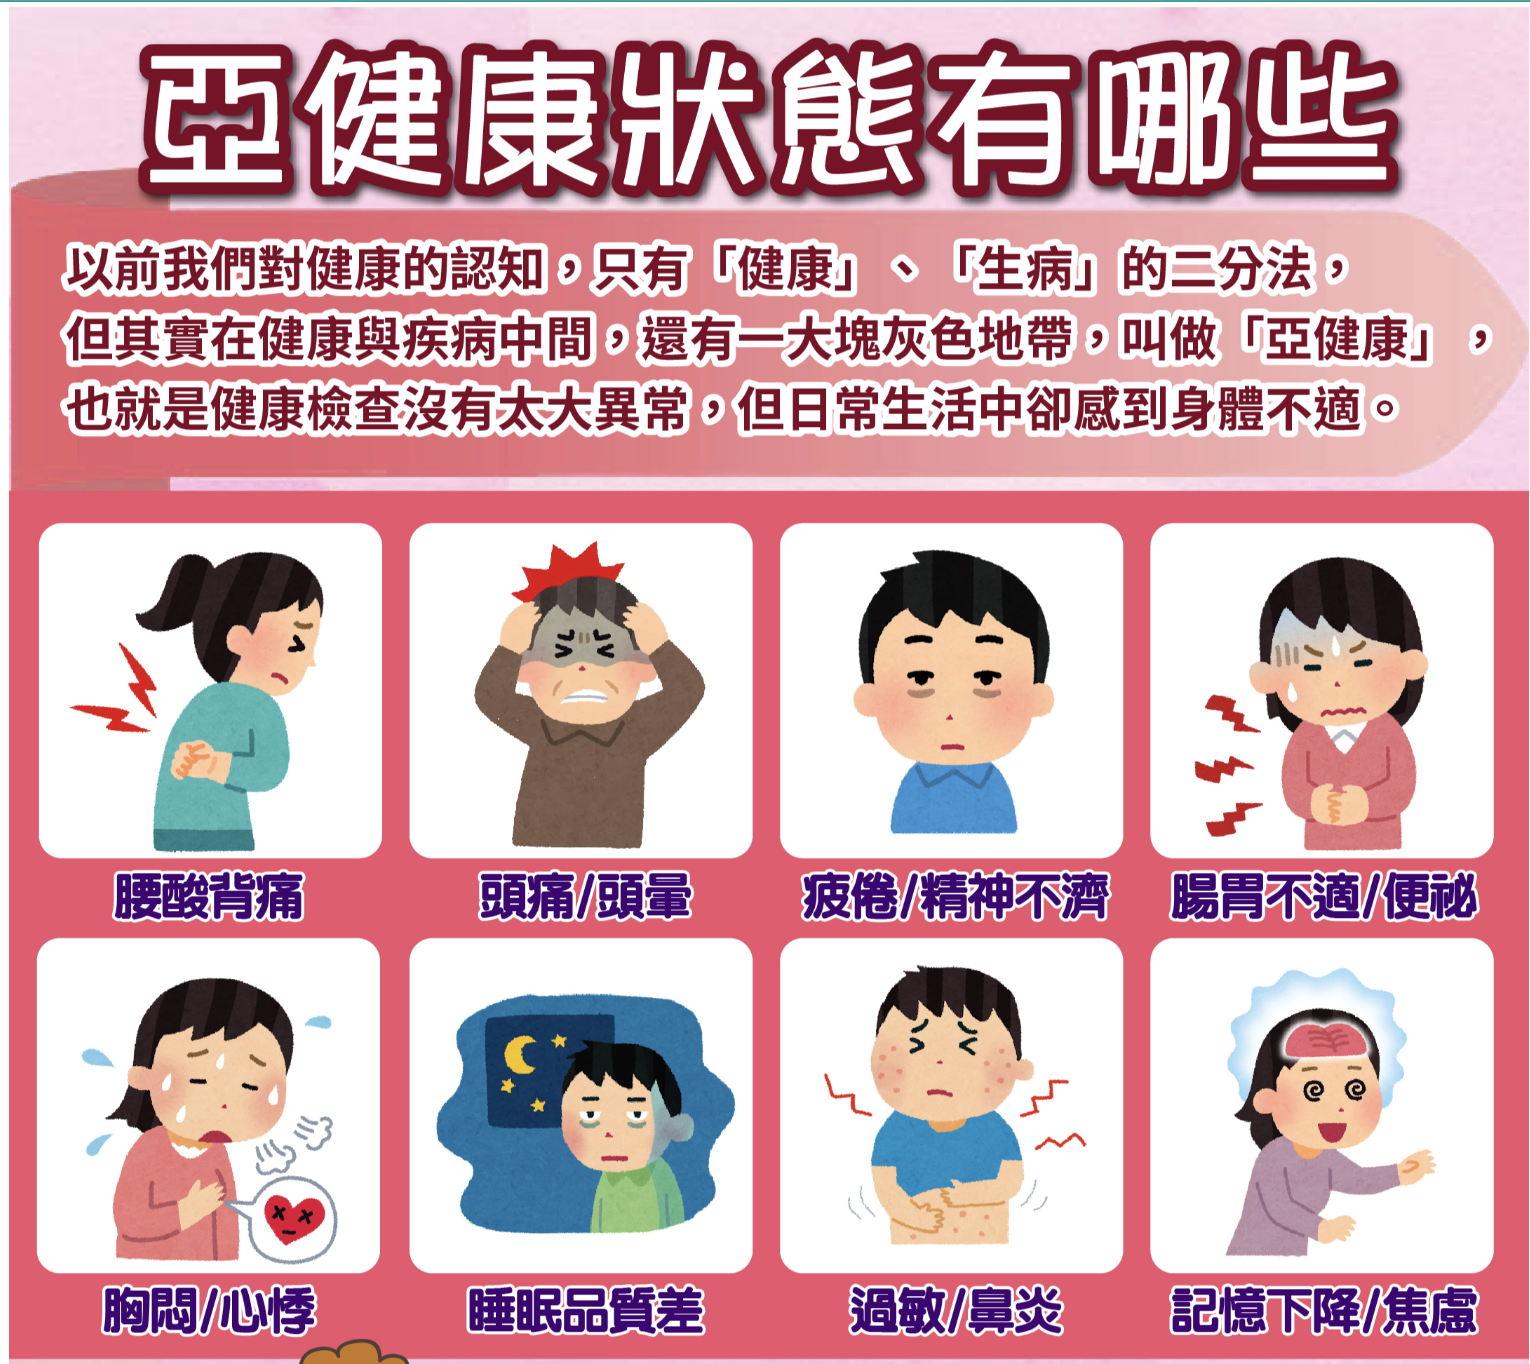 亞健康狀態有哪些
以前我們對健康的認知，只有「健康」、「生病」的二分法，
但其實在健康與疾病中間，還有一大塊灰色地帶，叫做「亞健康」，
也就是健康檢查沒有太大異常，但日常生活中卻感到身體不適。
腰酸背痛
頭痛/頭暈
疲倦/精神不濟
腸胃不適/便祕
胸悶/心悸
睡眠品質差
過敏/鼻炎
記憶下降/焦慮